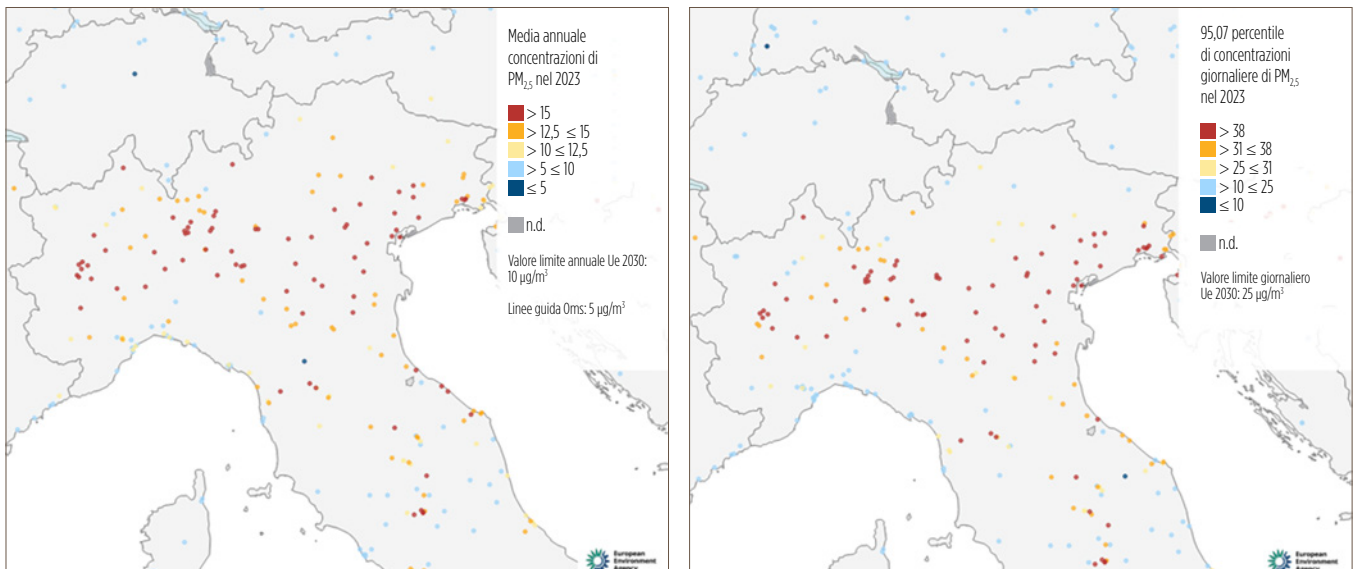 Media annuale
concentrazioni di
PM2,5 nel 2023
> 15
> 12,5 ≤ 15
> 10 ≤ 12,5
> 5 ≤ 10
≤ 5
n.d.
Valore limite annuale Ue 2030:
10 µg/m³
Linee guida Oms: 5 µg/m³
European
Environment
Agency
95,07 percentile
di concentrazioni
giornaliere di PM2,5
nel 2023
> 38
> 31 ≤ 38
> 25 ≤ 31
> 10 ≤ 25
≤ 10
n.d.
Valore limite giornaliero
Ue 2030: 25 µg/m³
European
Environment
Agency